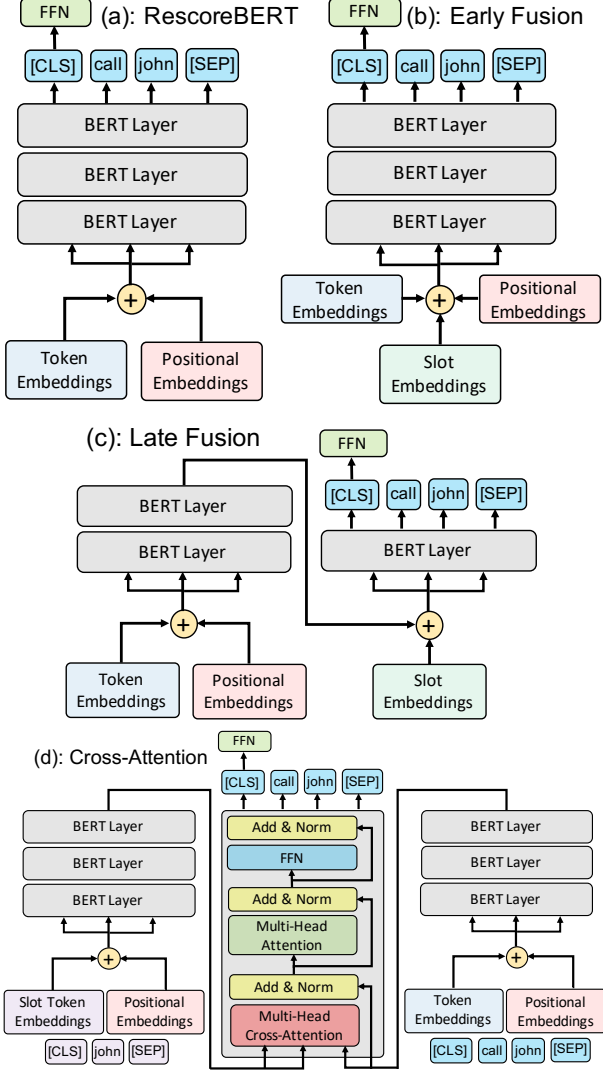 (a): RescoreBERT
FFN
[CLS] call john [SEP]
BERT Layer
BERT Layer
BERT Layer
+
Token
Embeddings
Positional
Embeddings
(b): Early Fusion
FFN
[CLS] call john [SEP]
BERT Layer
BERT Layer
BERT Layer
Token
Embeddings
+
Positional
Embeddings
Slot
Embeddings
(c): Late Fusion
BERT Layer
BERT Layer
+
Token
Embeddings
Positional
Embeddings
FFN
[CLS] call john [SEP]
BERT Layer
+
Slot
Embeddings
(d): Cross-Attention
BERT Layer
BERT Layer
BERT Layer
+
Slot Token
Embeddings
Positional
Embeddings
[CLS] john [SEP]
FFN
[CLS] call john [SEP]
Add & Norm
FFN
Add & Norm
Multi-Head
Attention
Add & Norm
Multi-Head
Cross-Attention
BERT Layer
BERT Layer
BERT Layer
+
Token
Embeddings
Positional
Embeddings
[CLS] call john [SEP]